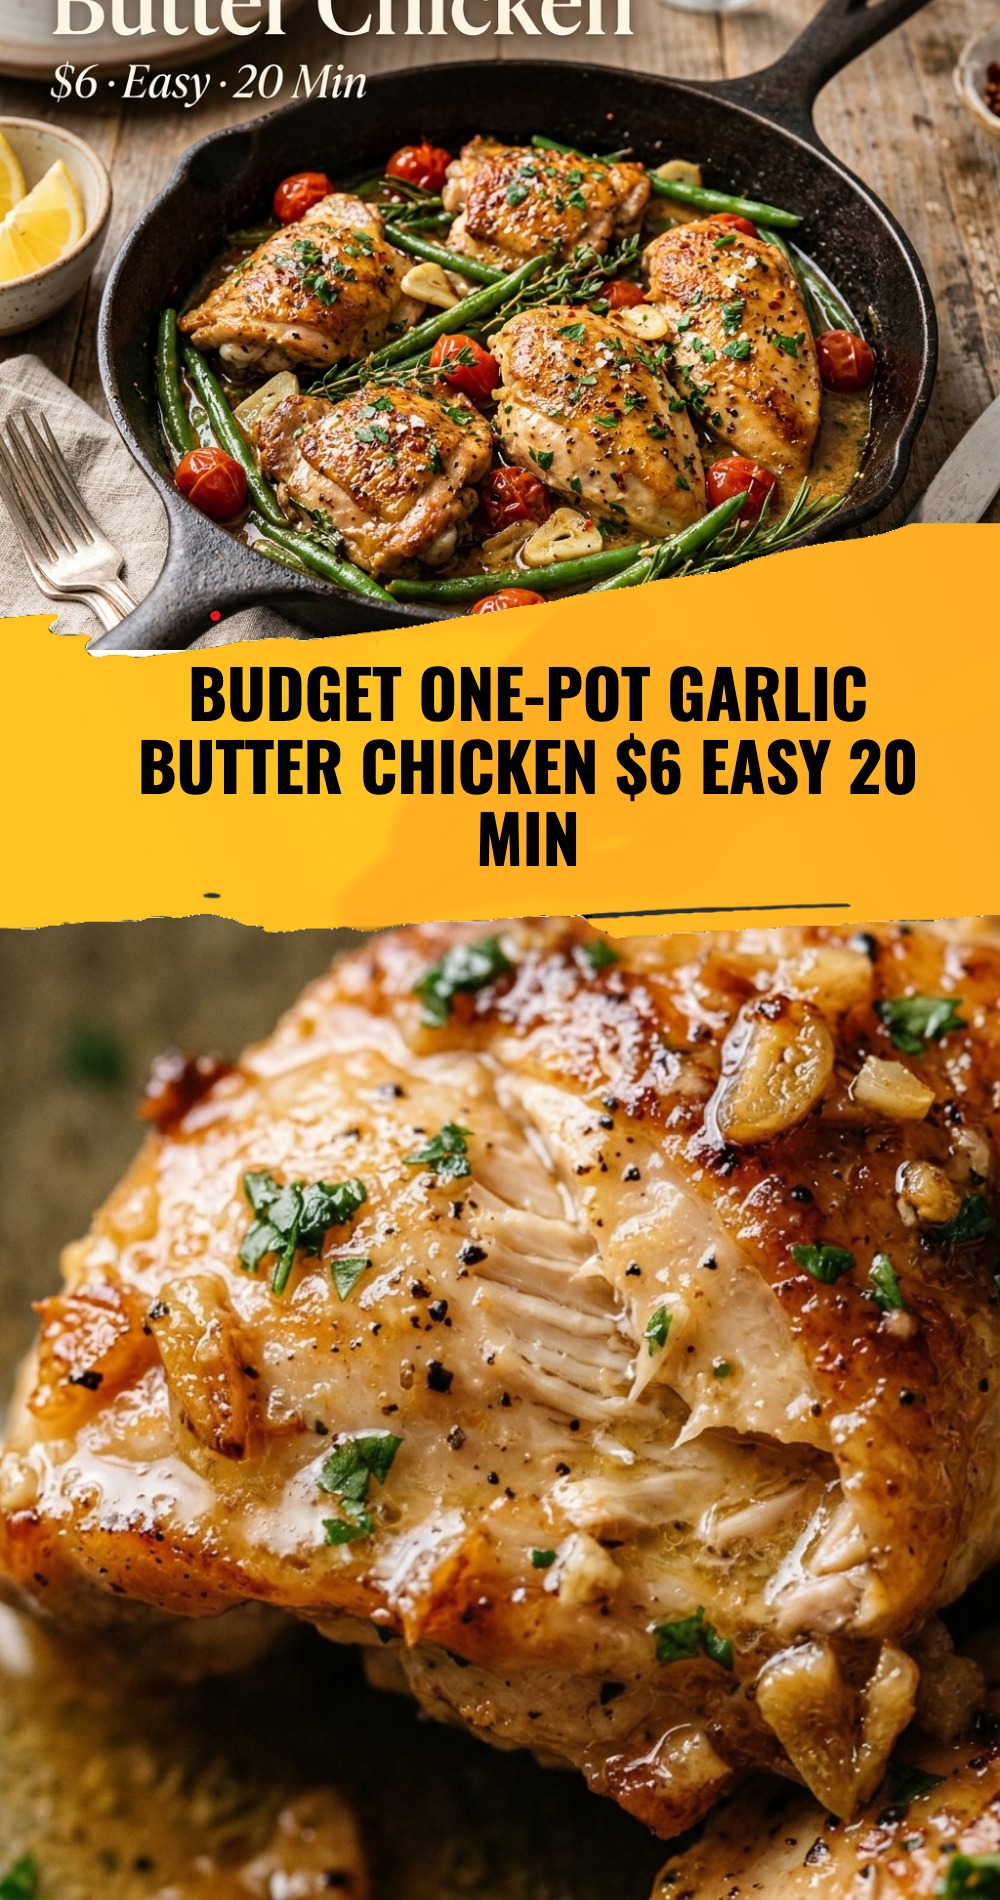 Butter Chicken
$6 · Easy · 20 Min
BUDGET ONE-POT GARLIC
BUTTER CHICKEN $6 EASY 20
MIN